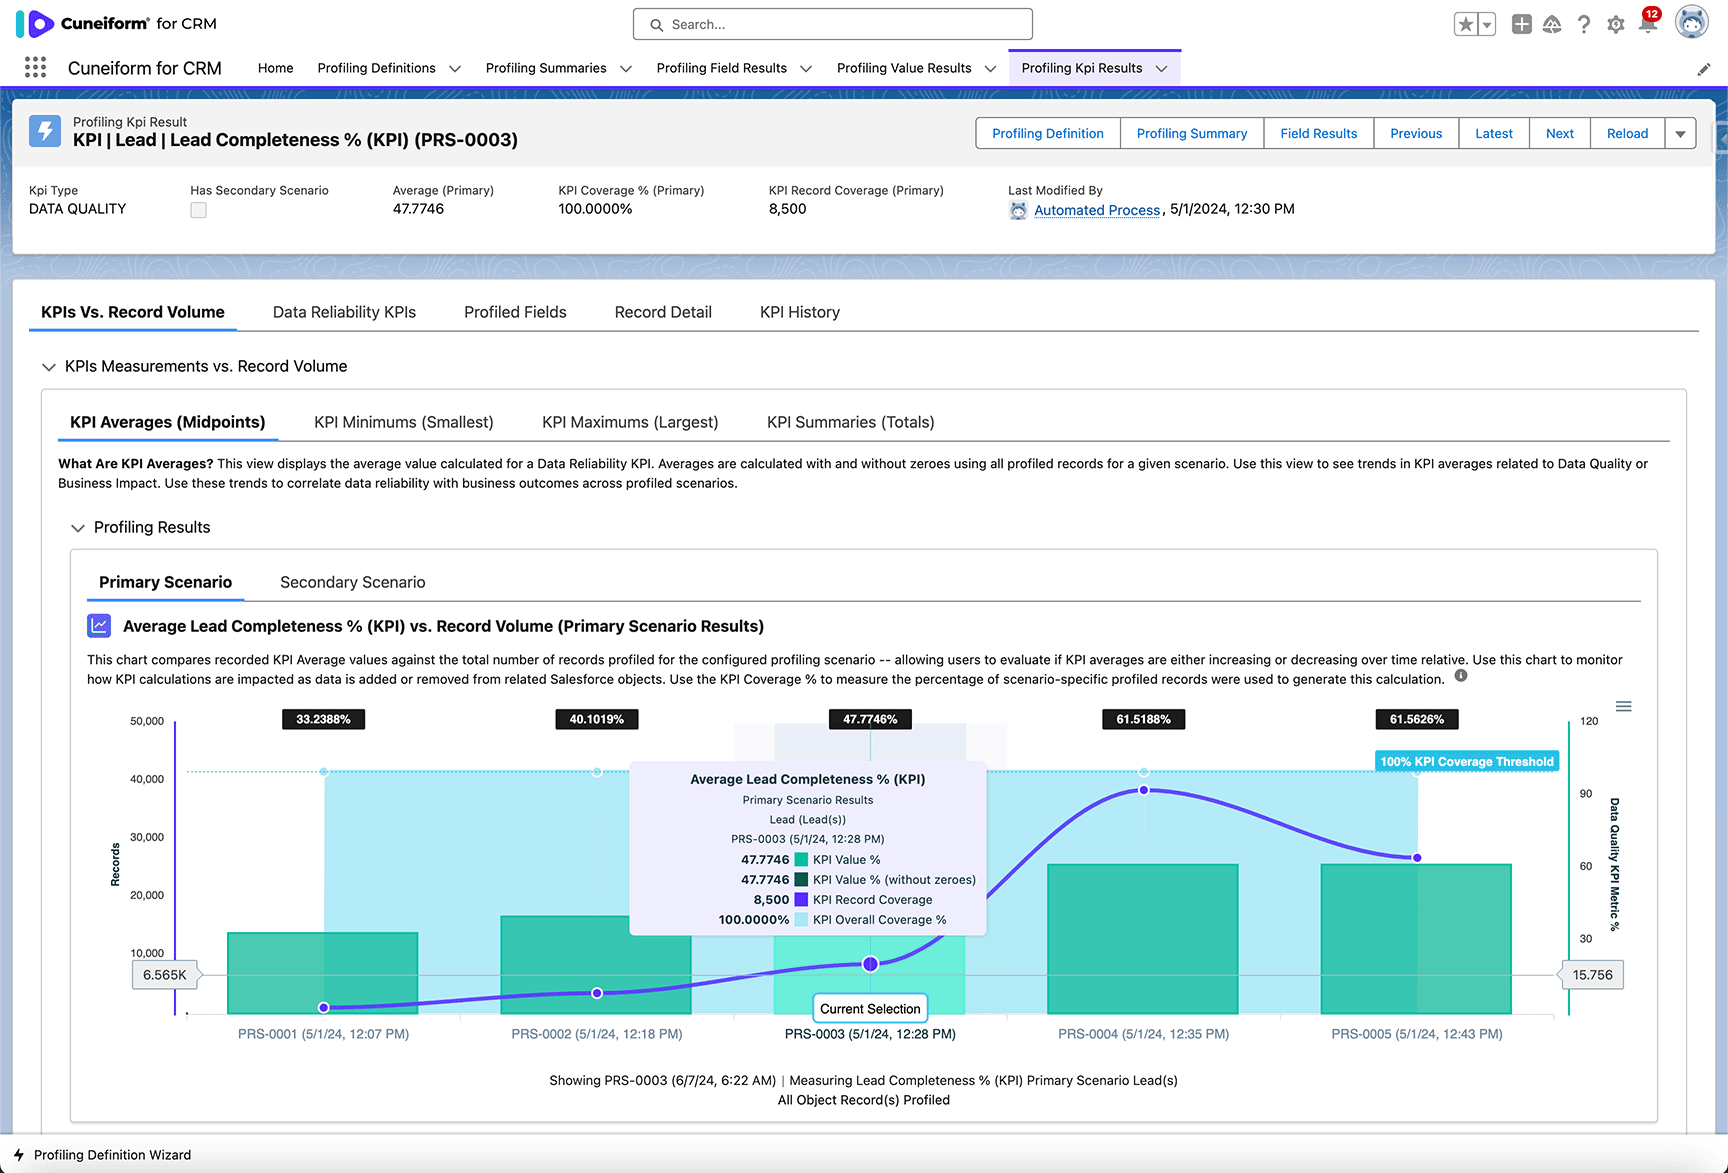 Cuneiform® for CRM
Search...
12
Cuneiform for CRM
Home
Profiling Definitions
Profiling Summaries
Profiling Field Results
Profiling Value Results
Profiling Kpi Results
Profiling Kpi Result
KPI | Lead | Lead Completeness % (KPI) (PRS-0003)
Profiling Definition
Profiling Summary
Field Results
Previous
Latest
Next
Reload
Kpi Type
DATA QUALITY
Has Secondary Scenario
Average (Primary)
47.7746
KPI Coverage % (Primary)
100.0000%
KPI Record Coverage (Primary)
8,500
Last Modified By
Automated Process, 5/1/2024, 12:30 PM
KPIs Vs. Record Volume
Data Reliability KPIs
Profiled Fields
Record Detail
KPI History
KPIs Measurements vs. Record Volume
KPI Averages (Midpoints)
KPI Minimums (Smallest)
KPI Maximums (Largest)
KPI Summaries (Totals)
What Are KPI Averages? This view displays the average value calculated for a Data Reliability KPI. Averages are calculated with and without zeroes using all profiled records for a given scenario. Use this view to see trends in KPI averages related to Data Quality or
Business Impact. Use these trends to correlate data reliability with business outcomes across profiled scenarios.
Profiling Results
Primary Scenario
Secondary Scenario
Average Lead Completeness % (KPI) vs. Record Volume (Primary Scenario Results)
This chart compares recorded KPI Average values against the total number of records profiled for the configured profiling scenario -- allowing users to evaluate if KPI averages are either increasing or decreasing over time relative. Use this chart to monitor
how KPI calculations are impacted as data is added or removed from related Salesforce objects. Use the KPI Coverage % to measure the percentage of scenario-specific profiled records were used to generate this calculation.
50,000
40,000
30,000
20,000
10,000
6.565K
Records
33.2388%
40.1019%
47.7746%
61.5188%
61.5626%
100% KPI Coverage Threshold
Average Lead Completeness % (KPI)
Primary Scenario Results
Lead (Lead(s))
PRS-0003 (5/1/24, 12:28 PM)
47.7746 KPI Value %
47.7746 KPI Value % (without zeroes)
8,500 KPI Record Coverage
100.0000% KPI Overall Coverage %
Current Selection
120
90
60
30
15.756
Data Quality KPI Metric %
PRS-0001 (5/1/24, 12:07 PM)
PRS-0002 (5/1/24, 12:18 PM)
PRS-0003 (5/1/24, 12:28 PM)
PRS-0004 (5/1/24, 12:35 PM)
PRS-0005 (5/1/24, 12:43 PM)
Showing PRS-0003 (6/7/24, 6:22 AM) | Measuring Lead Completeness % (KPI) Primary Scenario Lead(s)
All Object Record(s) Profiled
Profiling Definition Wizard